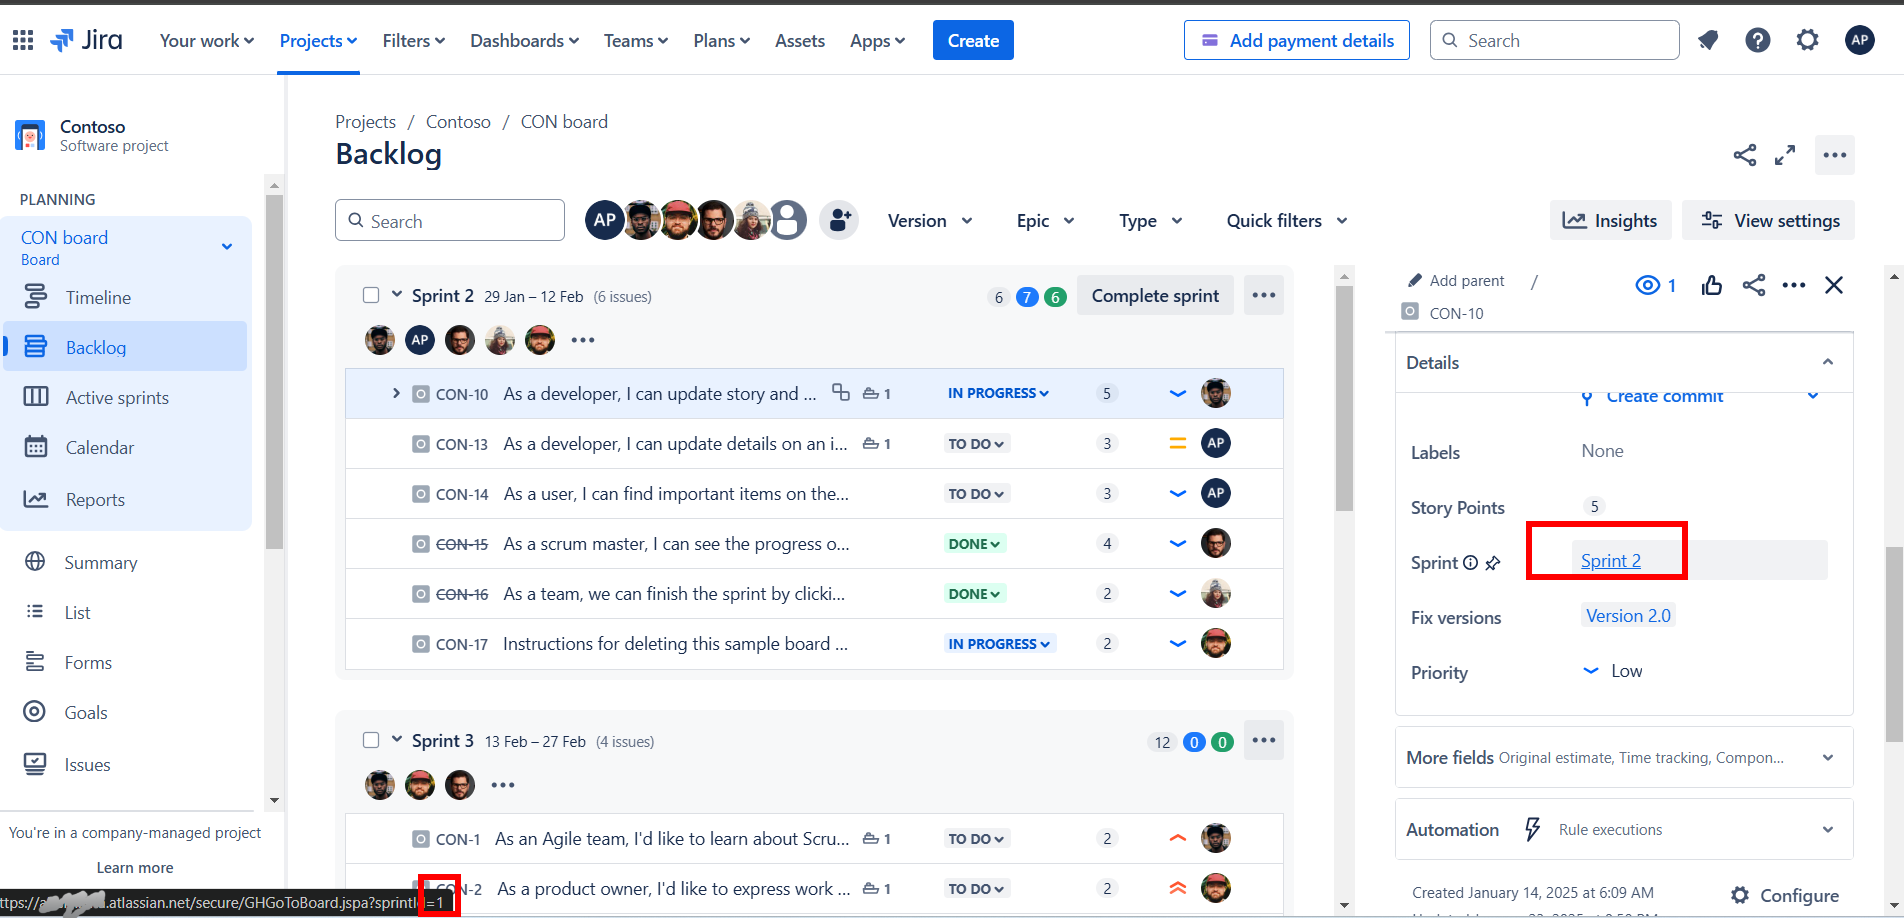 Jira
Your work
Projects
Filters
Dashboards
Teams
Plans
Assets
Apps
Create
Add payment details
Search
AP
Contoso
Software project
PLANNING
CON board
Board
Timeline
Backlog
Active sprints
Calendar
Reports
Summary
List
Forms
Goals
Issues
You're in a company-managed project
Learn more
Projects / Contoso / CON board
Backlog
Search
AP
Version
Epic
Type
Quick filters
Insights
View settings
Sprint 2 29 Jan – 12 Feb (6 issues)
6 7 6
Complete sprint
AP
CON-10 As a developer, I can update story and ... 1 IN PROGRESS 5
CON-13 As a developer, I can update details on an i... 1 TO DO 3 AP
CON-14 As a user, I can find important items on the... TO DO 3 AP
CON-15 As a scrum master, I can see the progress o... DONE 4
CON-16 As a team, we can finish the sprint by clicki... DONE 2
CON-17 Instructions for deleting this sample board ... IN PROGRESS 2
Sprint 3 13 Feb – 27 Feb (4 issues)
12 0 0
CON-1 As an Agile team, I'd like to learn about Scru... 1 TO DO 2
CON-2 As a product owner, I'd like to express work ... 1 TO DO 2
.atlassian.net/secure/GHGoToBoard.jspa?sprintId=1
Add parent /
1
CON-10
Details
Create commit
Labels None
Story Points 5
Sprint Sprint 2
Fix versions Version 2.0
Priority Low
More fields Original estimate, Time tracking, Compon...
Automation Rule executions
Created January 14, 2025 at 6:09 AM
Configure